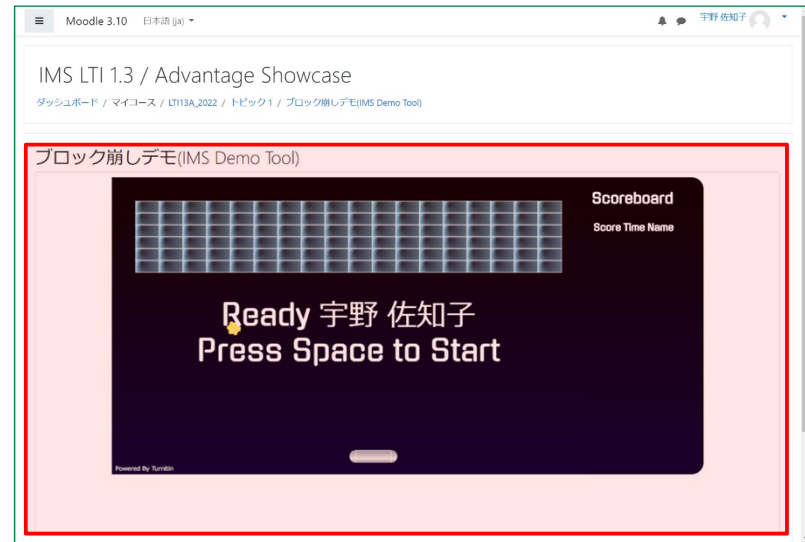 Moodle 3.10 日本語 (ja)
宇野 佐知子
IMS LTI 1.3 / Advantage Showcase
ダッシュボード / マイコース / LTI13A_2022 / トピック 1 / ブロック崩しデモ(IMS Demo Tool)
ブロック崩しデモ(IMS Demo Tool)
Scoreboard
Score Time Name
Ready 宇野 佐知子
Press Space to Start
Powered By Turnitin